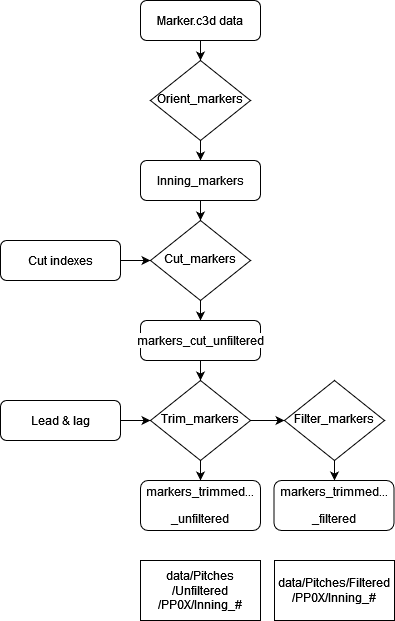 Marker.c3d data
Orient_markers
Inning_markers
Cut indexes
Cut_markers
markers_cut_unfiltered
Lead & lag
Trim_markers
Filter_markers
markers_trimmed...
_unfiltered
markers_trimmed...
_filtered
data/Pitches
/Unfiltered
/PP0X/Inning_#
data/Pitches/Filtered
/PP0X/Inning_#